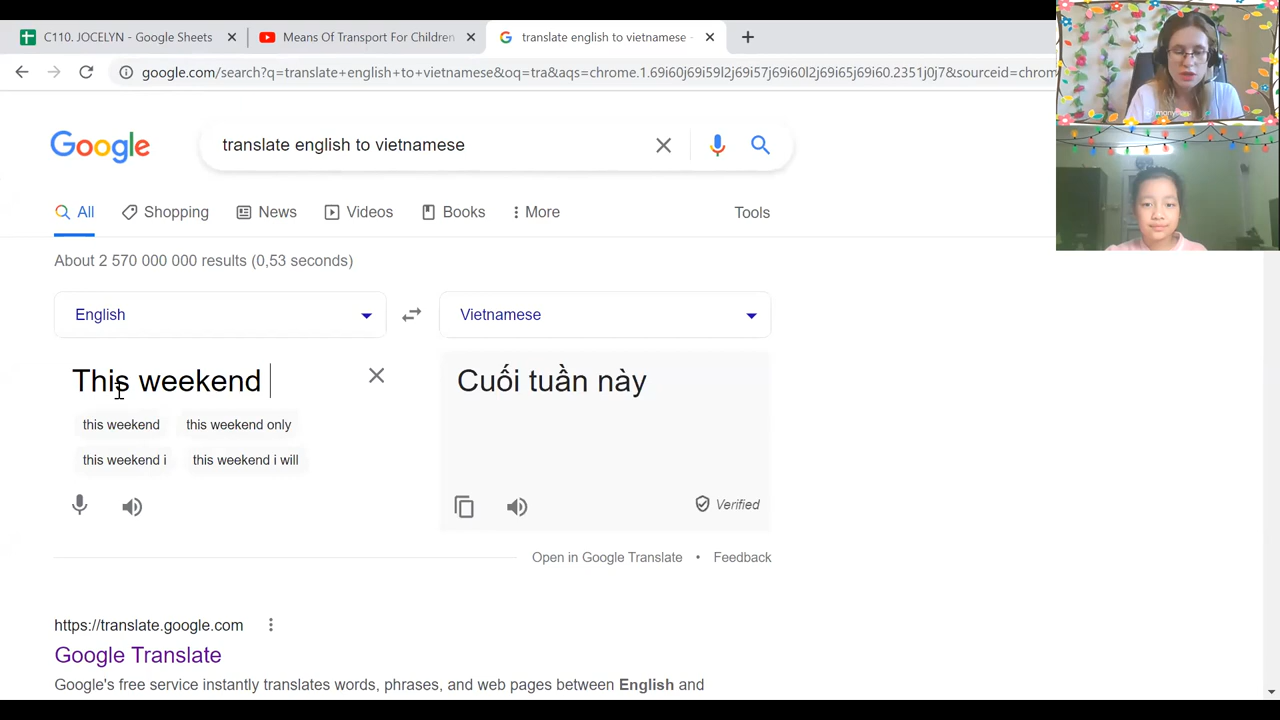 C110. JOCELYN - Google Sheets
Means Of Transport For Children
translate english to vietnamese -
google.com/search?q=translate+english+to+vietnamese&oq=tra&aqs=chrome.1.69i60j69i59l2j69i57j69i60l2j69i65j69i60.2351j0j7&sourceid=chrom
Google
translate english to vietnamese
All
Shopping
News
Videos
Books
More
Tools
About 2 570 000 000 results (0,53 seconds)
English
Vietnamese
This weekend
Cuối tuần này
this weekend
this weekend only
this weekend i
this weekend i will
Verified
Open in Google Translate • Feedback
https://translate.google.com
Google Translate
Google's free service instantly translates words, phrases, and web pages between English and